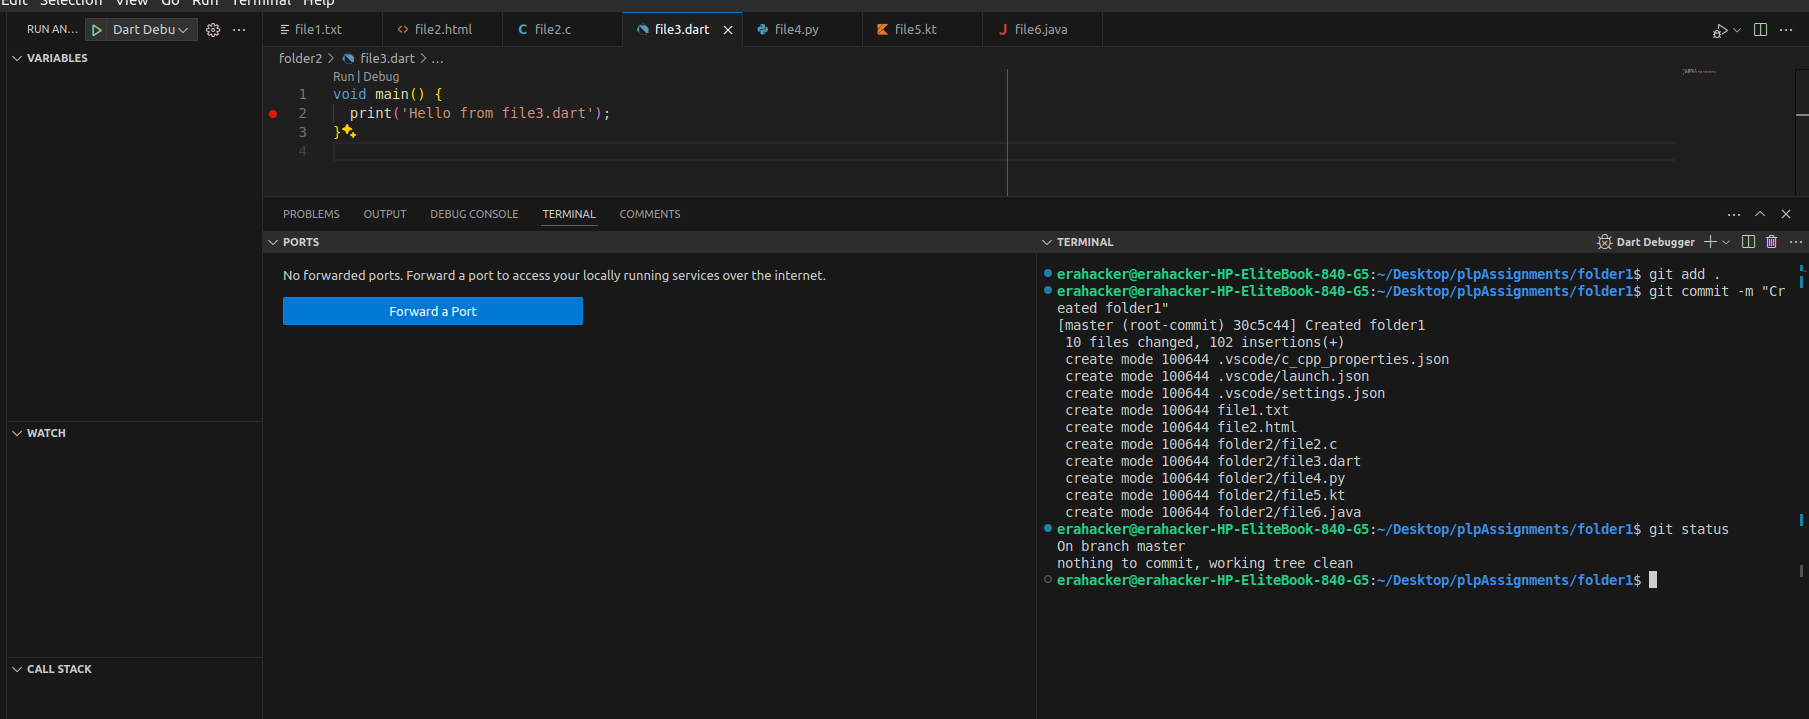 Edit Selection View Go Run Terminal Help
RUN AN... Dart Debu
VARIABLES
WATCH
CALL STACK
file1.txt file2.html file2.c file3.dart file4.py file5.kt file6.java
folder2 > file3.dart > ...
Run | Debug
1 void main() {
2 print('Hello from file3.dart');
3 }
4
PROBLEMS OUTPUT DEBUG CONSOLE TERMINAL COMMENTS
PORTS
No forwarded ports. Forward a port to access your locally running services over the internet.
Forward a Port
TERMINAL Dart Debugger
erahacker@erahacker-HP-EliteBook-840-G5:~/Desktop/plpAssignments/folder1$ git add .
erahacker@erahacker-HP-EliteBook-840-G5:~/Desktop/plpAssignments/folder1$ git commit -m "Cr
eated folder1"
[master (root-commit) 30c5c44] Created folder1
10 files changed, 102 insertions(+)
create mode 100644 .vscode/c_cpp_properties.json
create mode 100644 .vscode/launch.json
create mode 100644 .vscode/settings.json
create mode 100644 file1.txt
create mode 100644 file2.html
create mode 100644 folder2/file2.c
create mode 100644 folder2/file3.dart
create mode 100644 folder2/file4.py
create mode 100644 folder2/file5.kt
create mode 100644 folder2/file6.java
erahacker@erahacker-HP-EliteBook-840-G5:~/Desktop/plpAssignments/folder1$ git status
On branch master
nothing to commit, working tree clean
erahacker@erahacker-HP-EliteBook-840-G5:~/Desktop/plpAssignments/folder1$